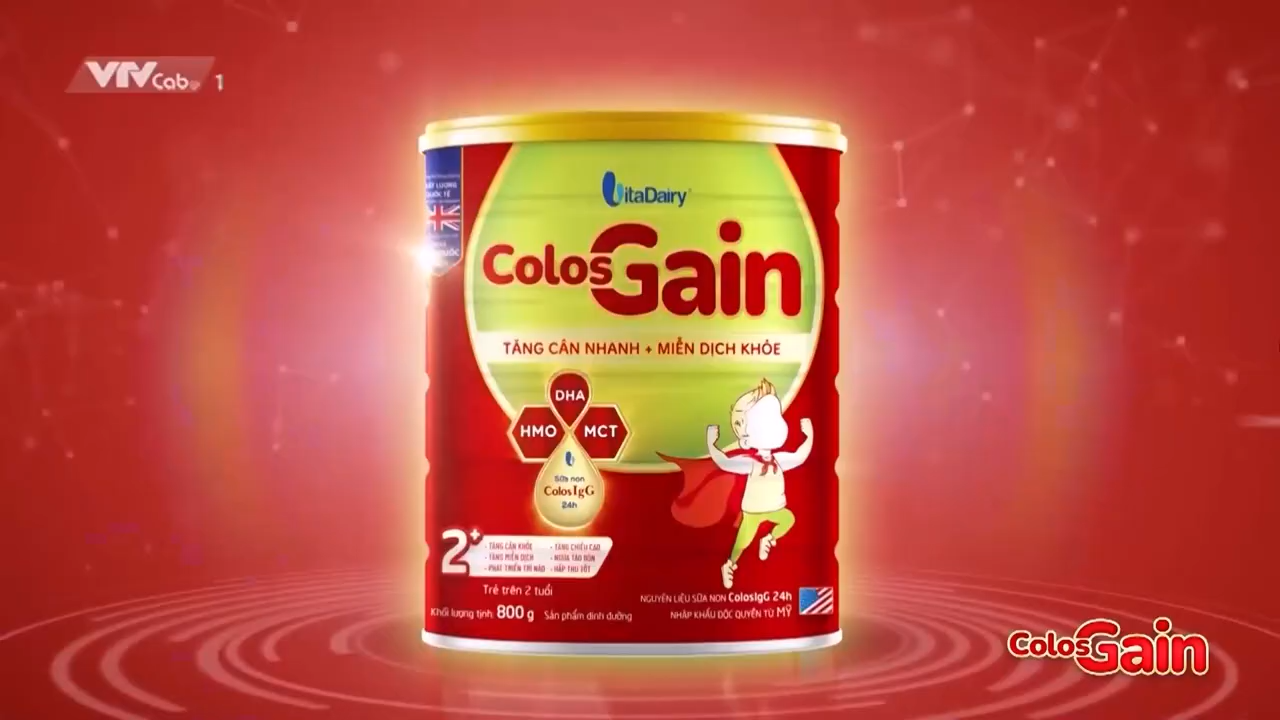 VTVCab 1
VitaDairy
ColosGain
TĂNG CÂN NHANH + MIỄN DỊCH KHỎE
DHA
HMO MCT
Sữa non
ColosIgG
24h
2+
- TĂNG CÂN KHỎE - TĂNG CHIỀU CAO
- TĂNG MIỄN DỊCH - NGỪA TÁO BÓN
- PHÁT TRIỂN TRÍ NÃO - HẤP THU TỐT
Trẻ trên 2 tuổi
Khối lượng tịnh: 800g Sản phẩm dinh dưỡng
NGUYÊN LIỆU SỮA NON ColosIgG 24h
NHẬP KHẨU ĐỘC QUYỀN TỪ MỸ
ColosGain